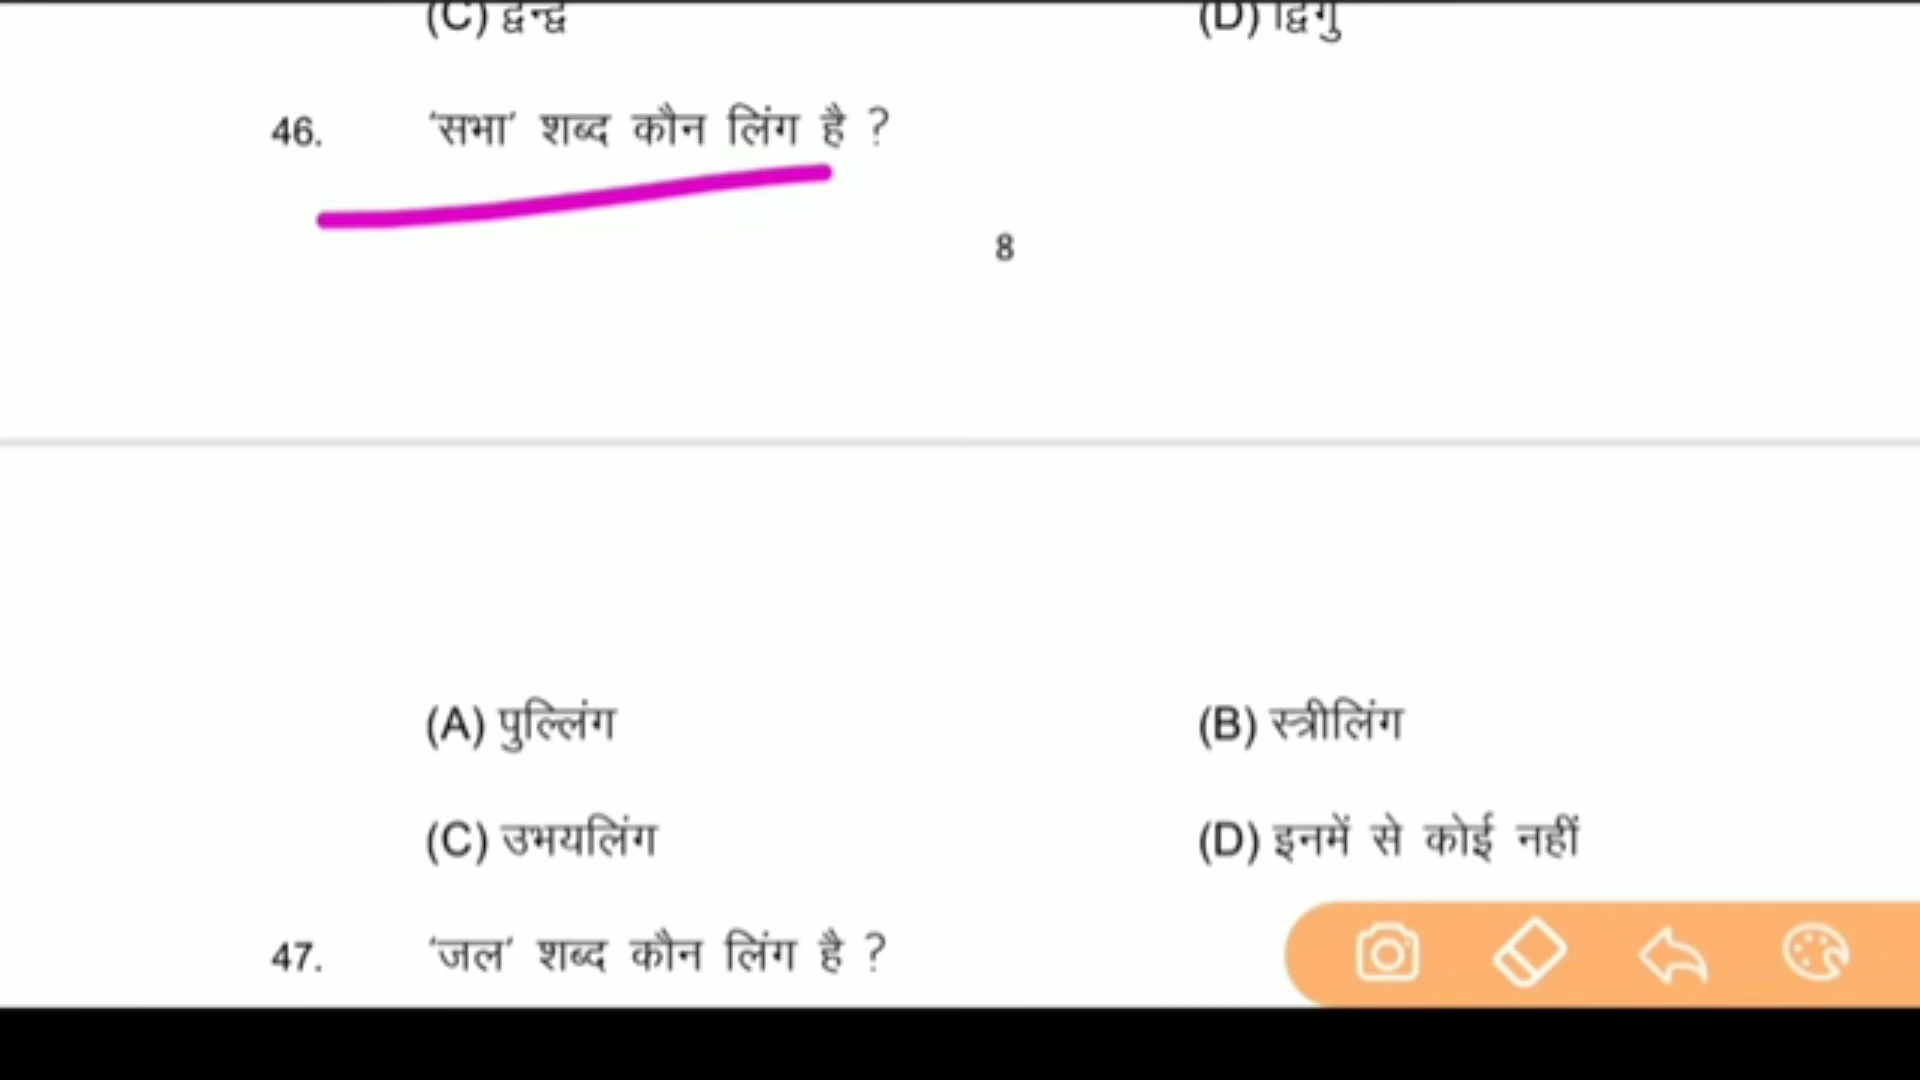 (C) द्वन्द्व (D) द्विगु
46. 'सभा' शब्द कौन लिंग है ?
8
(A) पुल्लिंग (B) स्त्रीलिंग
(C) उभयलिंग (D) इनमें से कोई नहीं
47. 'जल' शब्द कौन लिंग है ?